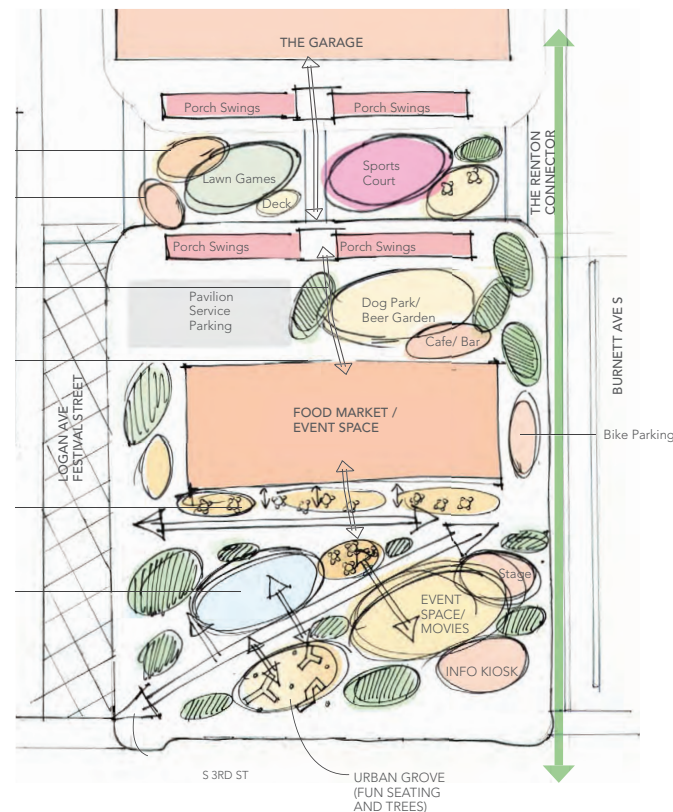 THE GARAGE
Porch Swings
Porch Swings
Lawn Games
Sports
Court
Deck
THE RENTON
CONNECTOR
Porch Swings
Porch Swings
Pavilion
Service
Parking
Dog Park/
Beer Garden
Cafe/ Bar
BURNETT AVE S
LOGAN AVE
FESTIVAL STREET
FOOD MARKET /
EVENT SPACE
Bike Parking
Stage
EVENT
SPACE/
MOVIES
INFO KIOSK
S 3RD ST
URBAN GROVE
(FUN SEATING
AND TREES)